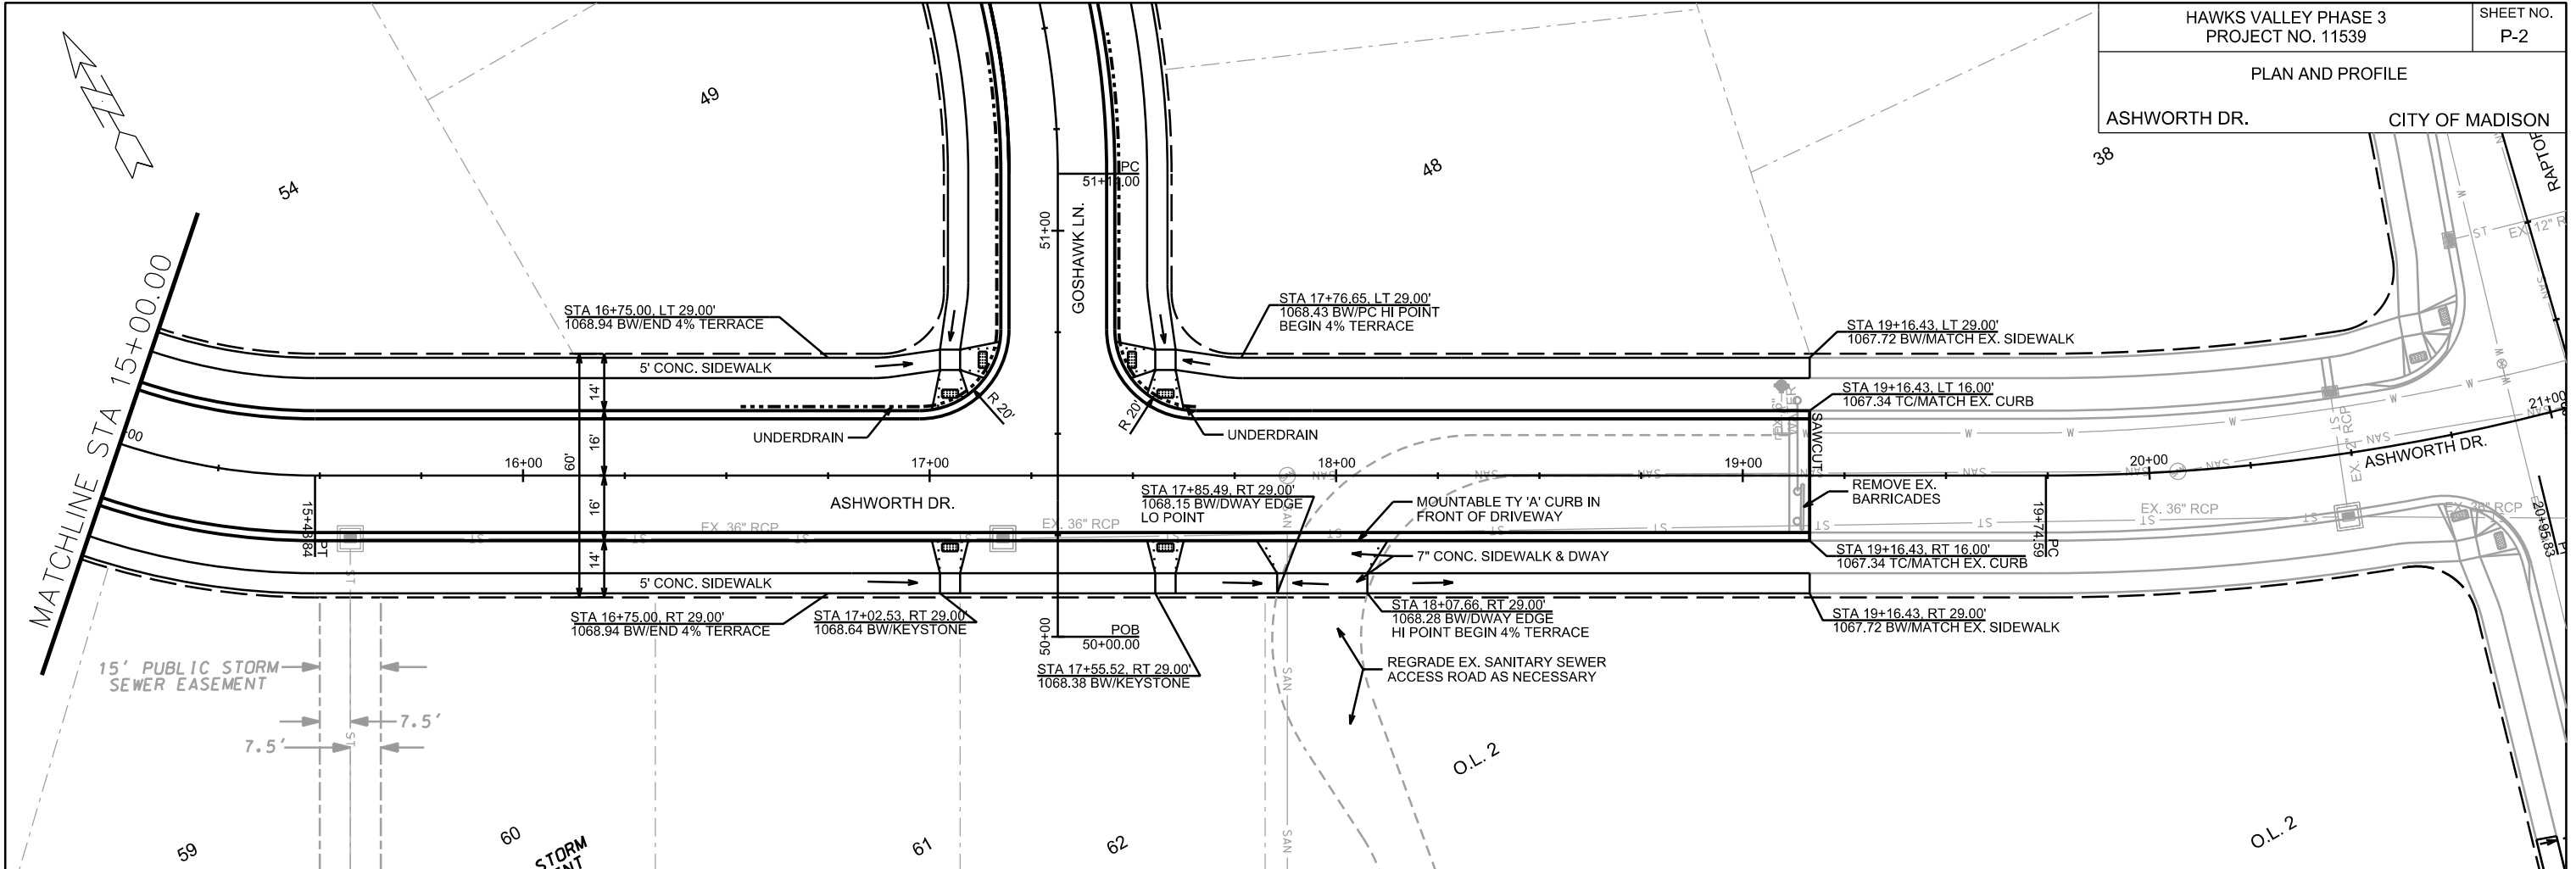 HAWKS VALLEY PHASE 3
PROJECT NO. 11539
SHEET NO.
P-2
PLAN AND PROFILE
ASHWORTH DR.
CITY OF MADISON
MATCHLINE STA 15+00.00
54
49
48
38
GOSHAWK LN.
51+00
PC
50+00
POB
50+00.00
STA 16+75.00, LT 29.00'
1068.94 BW/END 4% TERRACE
STA 17+76.65, LT 29.00'
1068.43 BW/PC HI POINT
BEGIN 4% TERRACE
STA 19+16.43, LT 29.00'
1067.72 BW/MATCH EX. SIDEWALK
STA 19+16.43, LT 16.00'
1067.34 TC/MATCH EX. CURB
5' CONC. SIDEWALK
14'
16'
60'
16'
14'
UNDERDRAIN
R 20'
R 20'
UNDERDRAIN
SAWCUT
EX. 12" RCP
21+00
16+00
17+00
18+00
19+00
20+00
ASHWORTH DR.
ASHWORTH DR.
15+48.84
PT
19+74.59
PC
20+95.83
EX. 36" RCP
EX. 36" RCP
EX. 36" RCP
STA 17+85.49, RT 29.00'
1068.15 BW/DWAY EDGE
LO POINT
MOUNTABLE TY 'A' CURB IN
FRONT OF DRIVEWAY
REMOVE EX.
BARRICADES
7" CONC. SIDEWALK & DWAY
STA 19+16.43, RT 16.00'
1067.34 TC/MATCH EX. CURB
5' CONC. SIDEWALK
STA 16+75.00, RT 29.00'
1068.94 BW/END 4% TERRACE
STA 17+02.53, RT 29.00'
1068.64 BW/KEYSTONE
STA 17+55.52, RT 29.00'
1068.38 BW/KEYSTONE
STA 18+07.66, RT 29.00'
1068.28 BW/DWAY EDGE
HI POINT BEGIN 4% TERRACE
STA 19+16.43, RT 29.00'
1067.72 BW/MATCH EX. SIDEWALK
REGRADE EX. SANITARY SEWER
ACCESS ROAD AS NECESSARY
15' PUBLIC STORM
SEWER EASEMENT
7.5'
7.5'
SAN
SAN
SAN
ST
ST
59
60
STORM
61
62
O.L. 2
O.L. 2